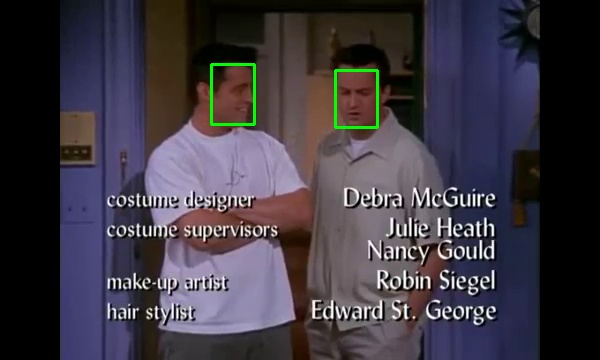 costume designer Debra McGuire
costume supervisors Julie Heath
Nancy Gould
make-up artist Robin Siegel
hair stylist Edward St. George